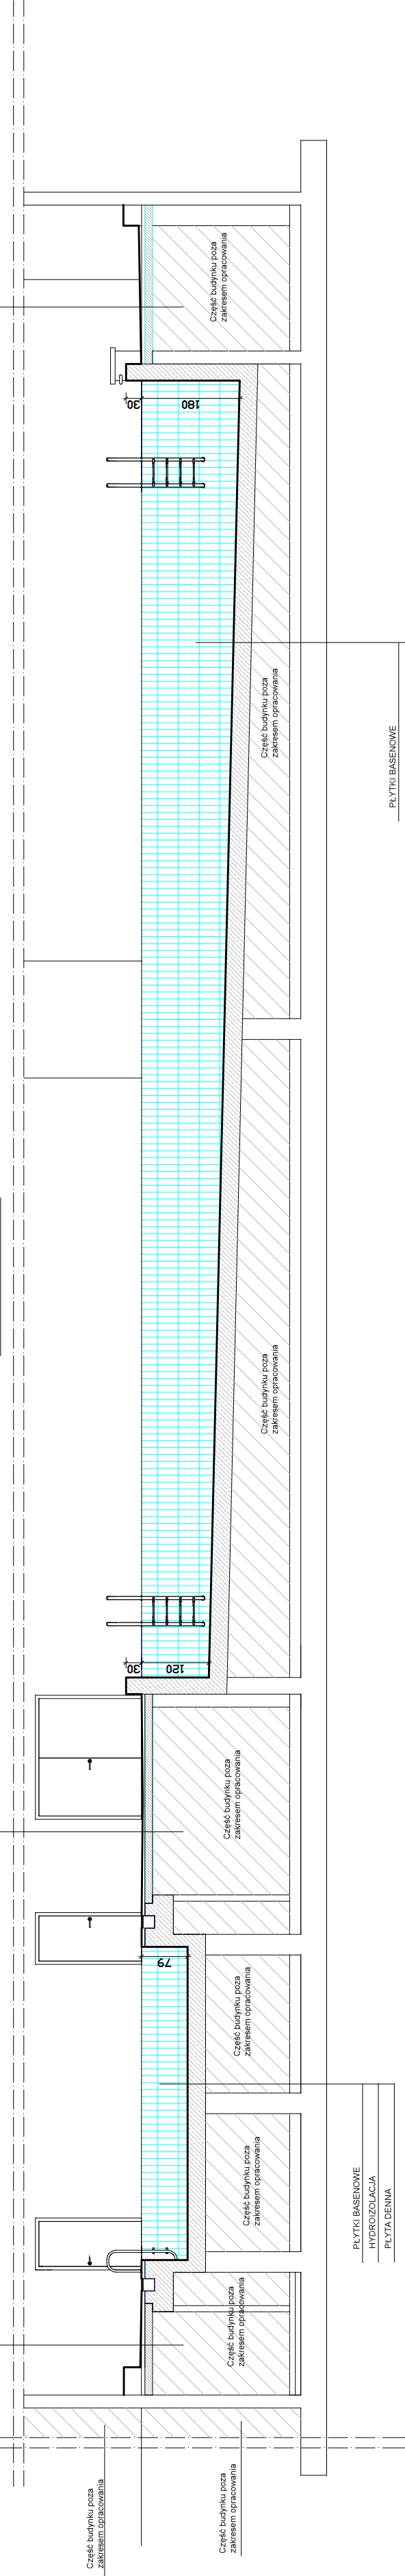 Część budynku poza
zakresem opracowania
30
180
Część budynku poza
zakresem opracowania
PŁYTKI BASENOWE
Część budynku poza
zakresem opracowania
30
120
Część budynku poza
zakresem opracowania
79
Część budynku poza
zakresem opracowania
Część budynku poza
zakresem opracowania
PŁYTKI BASENOWE
HYDROIZOLACJA
PŁYTA DENNA
Część budynku poza
zakresem opracowania
Część budynku poza
zakresem opracowania
Część budynku poza
zakresem opracowania